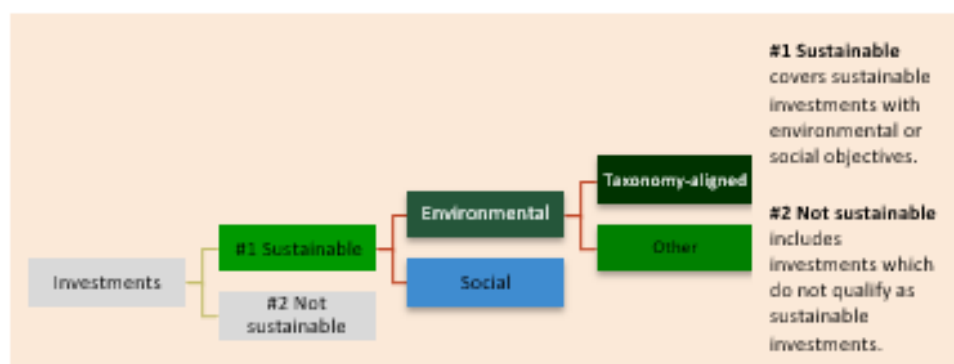 #1 Sustainable
covers sustainable
investments with
environmental or
social objectives.
Taxonomy-aligned
Environmental
#2 Not sustainable
#1 Sustainable
Other
includes
investments which
Investments
Social
do not qualify as
#2 Not
sustainable
sustainable
investments.